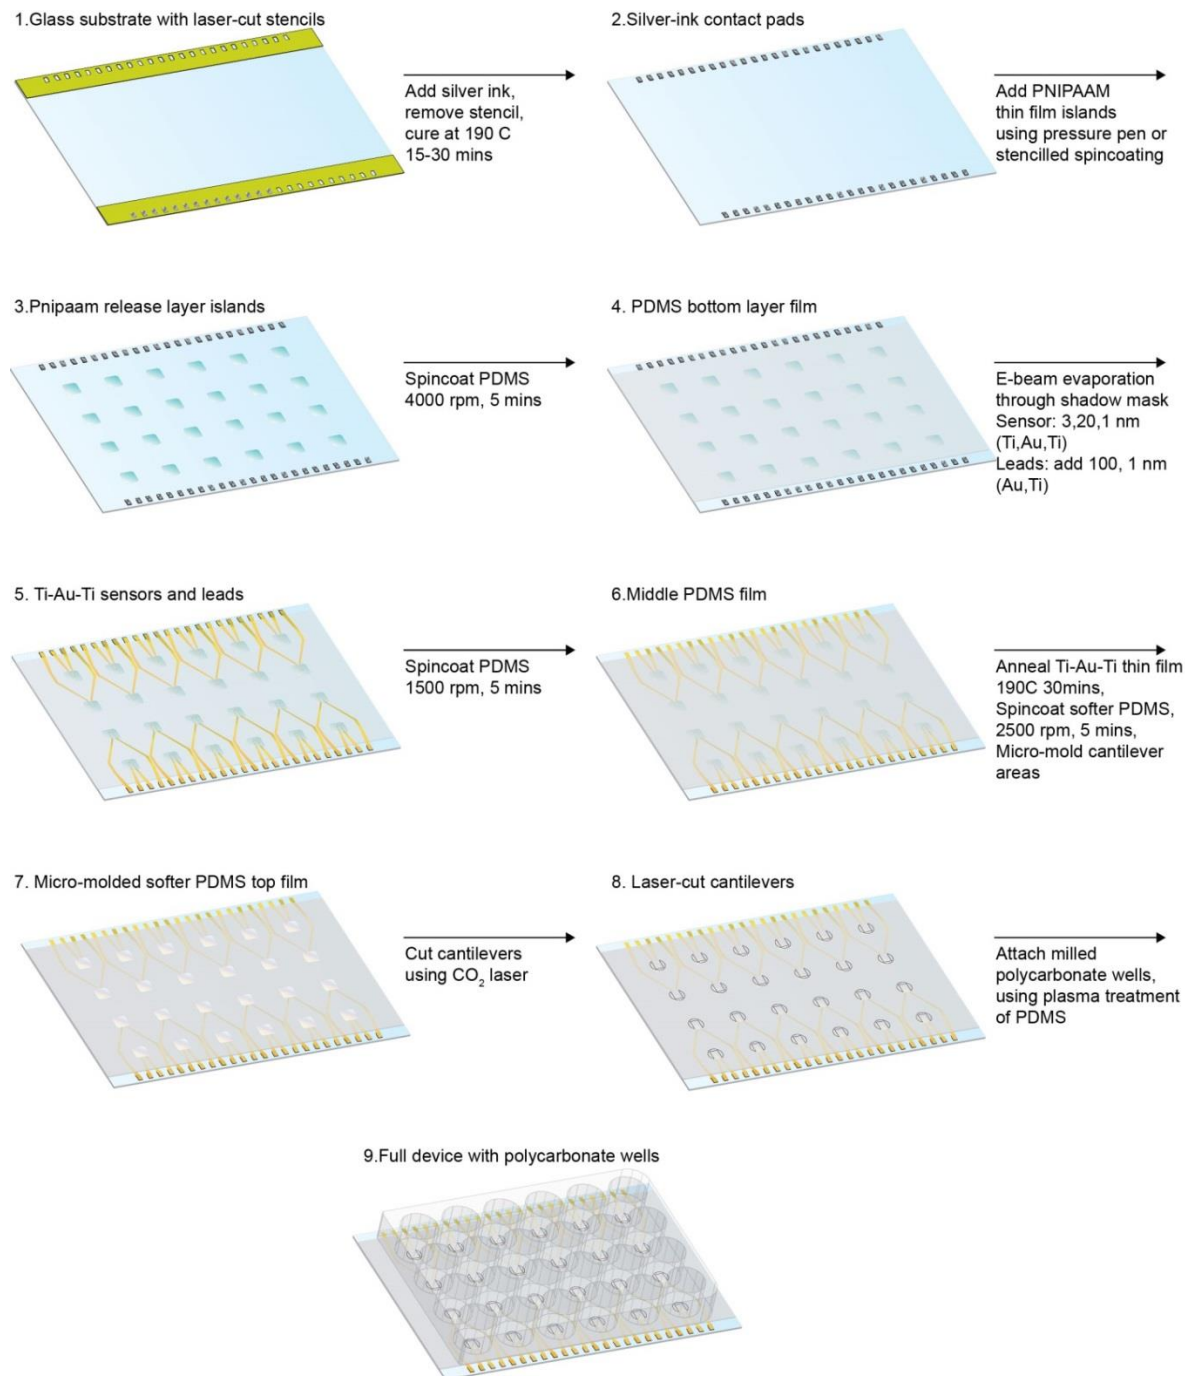 1.Glass substrate with laser-cut stencils
Add silver ink,
remove stencil,
cure at 190 C
15-30 mins
2.Silver-ink contact pads
Add PNIPAAM
thin film islands
using pressure pen or
stencilled spincoating
3.Pnipaam release layer islands
Spincoat PDMS
4000 rpm, 5 mins
4. PDMS bottom layer film
E-beam evaporation
through shadow mask
Sensor: 3,20,1 nm
(Ti,Au,Ti)
Leads: add 100, 1 nm
(Au,Ti)
5. Ti-Au-Ti sensors and leads
Spincoat PDMS
1500 rpm, 5 mins
6.Middle PDMS film
Anneal Ti-Au-Ti thin film
190C 30mins,
Spincoat softer PDMS,
2500 rpm, 5 mins,
Micro-mold cantilever
areas
7. Micro-molded softer PDMS top film
Cut cantilevers
using CO₂ laser
8. Laser-cut cantilevers
Attach milled
polycarbonate wells,
using plasma treatment
of PDMS
9.Full device with polycarbonate wells